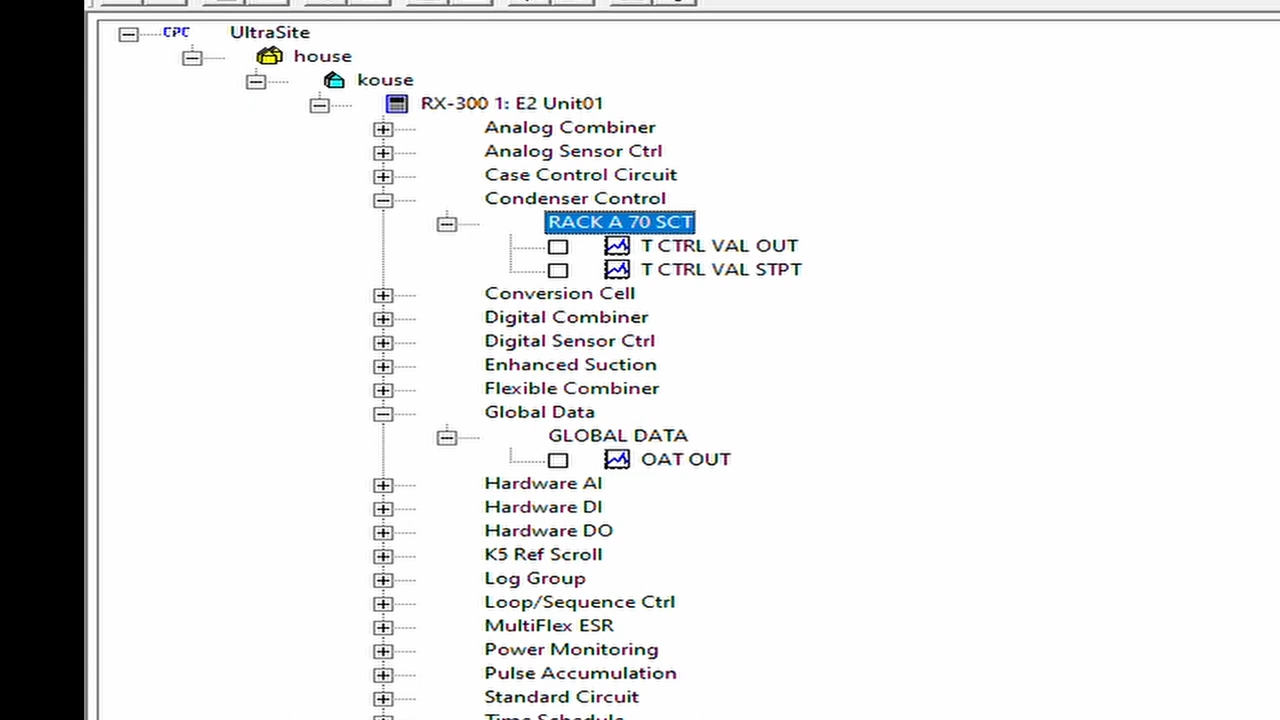 CPC UltraSite
house
kouse
RX-300 1: E2 Unit01
Analog Combiner
Analog Sensor Ctrl
Case Control Circuit
Condenser Control
RACK A 70 SCT
T CTRL VAL OUT
T CTRL VAL STPT
Conversion Cell
Digital Combiner
Digital Sensor Ctrl
Enhanced Suction
Flexible Combiner
Global Data
GLOBAL DATA
OAT OUT
Hardware AI
Hardware DI
Hardware DO
K5 Ref Scroll
Log Group
Loop/Sequence Ctrl
MultiFlex ESR
Power Monitoring
Pulse Accumulation
Standard Circuit
Time Schedule